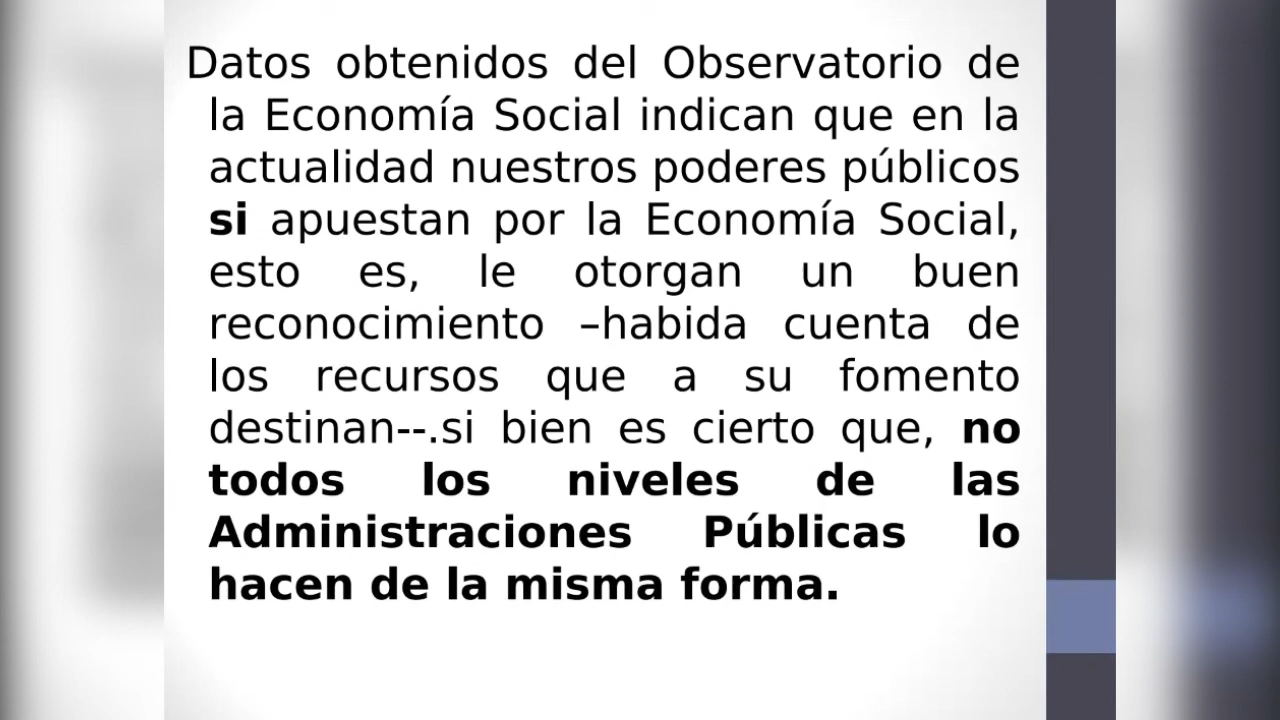 Datos obtenidos del Observatorio de
la Economía Social indican que en la
actualidad nuestros poderes públicos
si apuestan por la Economía Social,
esto es, le otorgan un buen
reconocimiento –habida cuenta de
los recursos que a su fomento
destinan--.si bien es cierto que, no
todos los niveles de las
Administraciones Públicas lo
hacen de la misma forma.